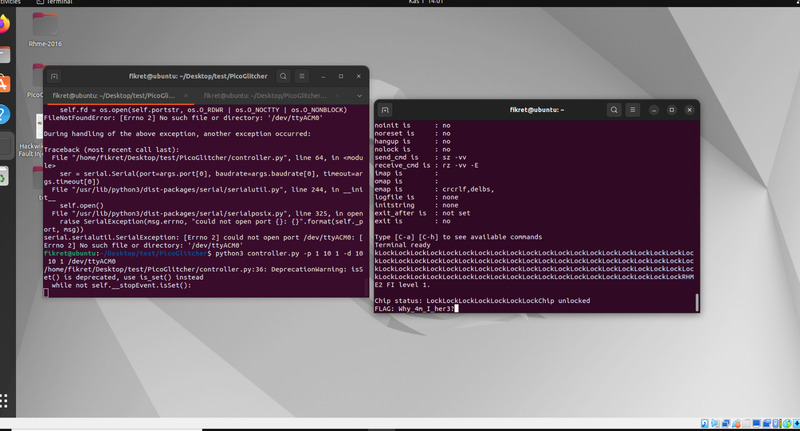 Terminal
Kas 1 14:01
Rhme-2016
fikret@ubuntu: ~/Desktop/test/PicoGlitcher
fikret@ubuntu: ~/Desktop/test/PicoGli...
fikret@ubuntu: ~/Desktop/test/PicoGlitcher
self.fd = os.open(self.portstr, os.O_RDWR | os.O_NOCTTY | os.O_NONBLOCK)
FileNotFoundError: [Errno 2] No such file or directory: '/dev/ttyACM0'
During handling of the above exception, another exception occurred:
Traceback (most recent call last):
File "/home/fikret/Desktop/test/PicoGlitcher/controller.py", line 64, in <module>
ser = serial.Serial(port=args.port[0], baudrate=args.baudrate[0], timeout=args.timeout[0])
File "/usr/lib/python3/dist-packages/serial/serialutil.py", line 244, in __init__
self.open()
File "/usr/lib/python3/dist-packages/serial/serialposix.py", line 325, in open
raise SerialException(msg.errno, "could not open port {}: {}".format(self._port, msg))
serial.serialutil.SerialException: [Errno 2] could not open port /dev/ttyACM0: [Errno 2] No such file or directory: '/dev/ttyACM0'
fikret@ubuntu:~/Desktop/test/PicoGlitcher$ python3 controller.py -p 1 10 1 -d 10
10 1 /dev/ttyACM0
/home/fikret/Desktop/test/PicoGlitcher/controller.py:36: DeprecationWarning: isSet() is deprecated, use is_set() instead
while not self.__stopEvent.isSet():
fikret@ubuntu: ~
noinit is : no
noreset is : no
hangup is : no
nolock is : no
send_cmd is : sz -vv
receive_cmd is : rz -vv -E
imap is :
omap is :
emap is : crcrlf,delbs,
logfile is : none
initstring : none
exit_after is : not set
exit is : no
Type [C-a] [C-h] to see available commands
Terminal ready
kLockLockLockLockLockLockLockLockLockLockLockLockLockLockLockLockLockLockLockLoc
kLockLockLockLockLockLockLockLockLockLockLockLockLockLockLockLockLockLockLockLoc
kLockLockLockLockLockLockLockLockLockLockLockLockLockLockLockLockLockLockLockLoc
kLockLockLockLockLockLockLockLockLockLockLockLockLockLockLockLockLockLockLockRHM
E2 FI level 1.
Chip status: LockLockLockLockLockLockLockLockChip unlocked
FLAG: Why_4m_I_her3?